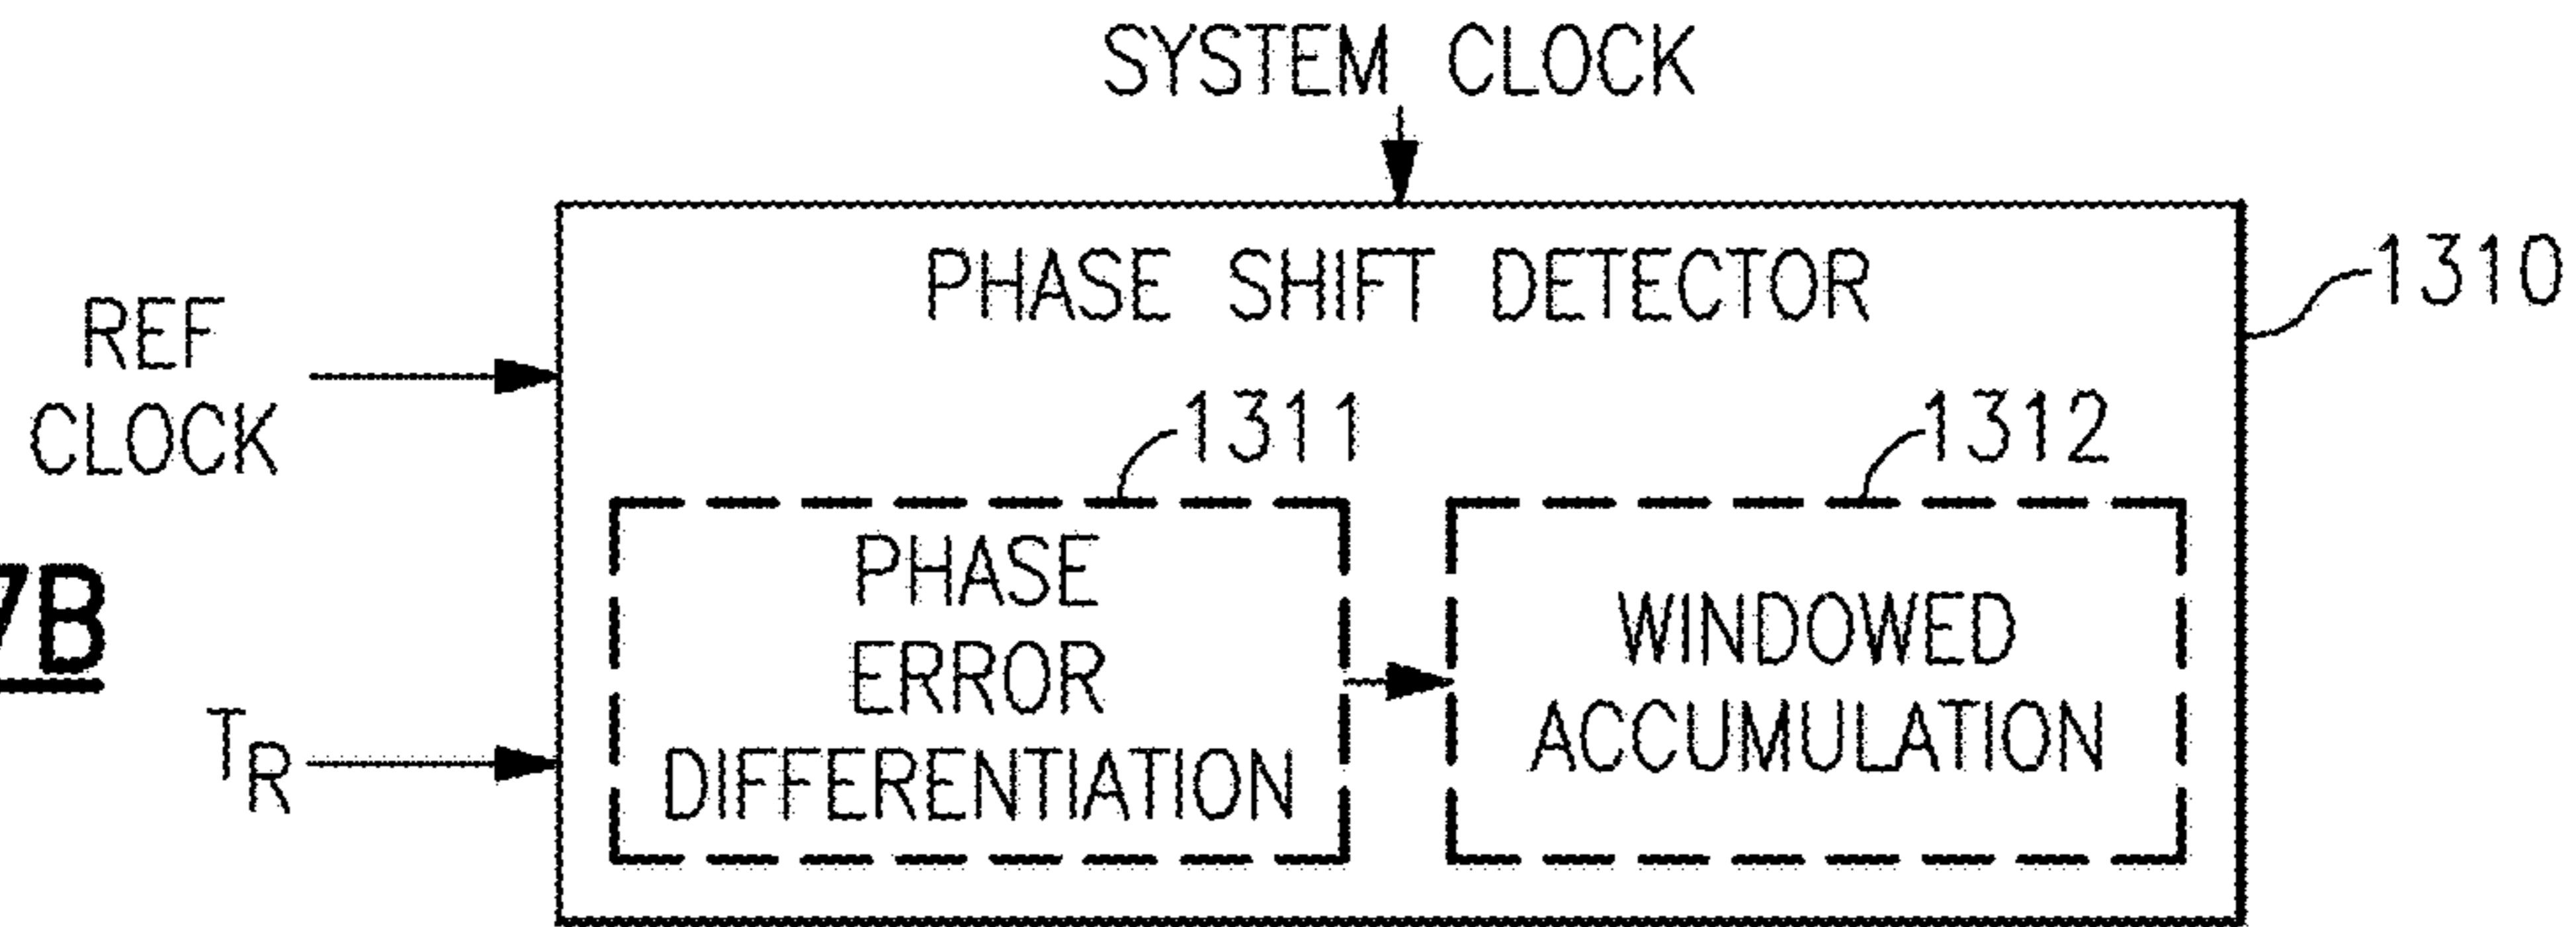 SYSTEM CLOCK
PHASE SHIFT DETECTOR
1310
REF
CLOCK
1311
1312
PHASE
ERROR
DIFFERENTIATION
WINDOWED
ACCUMULATION
7B
TR